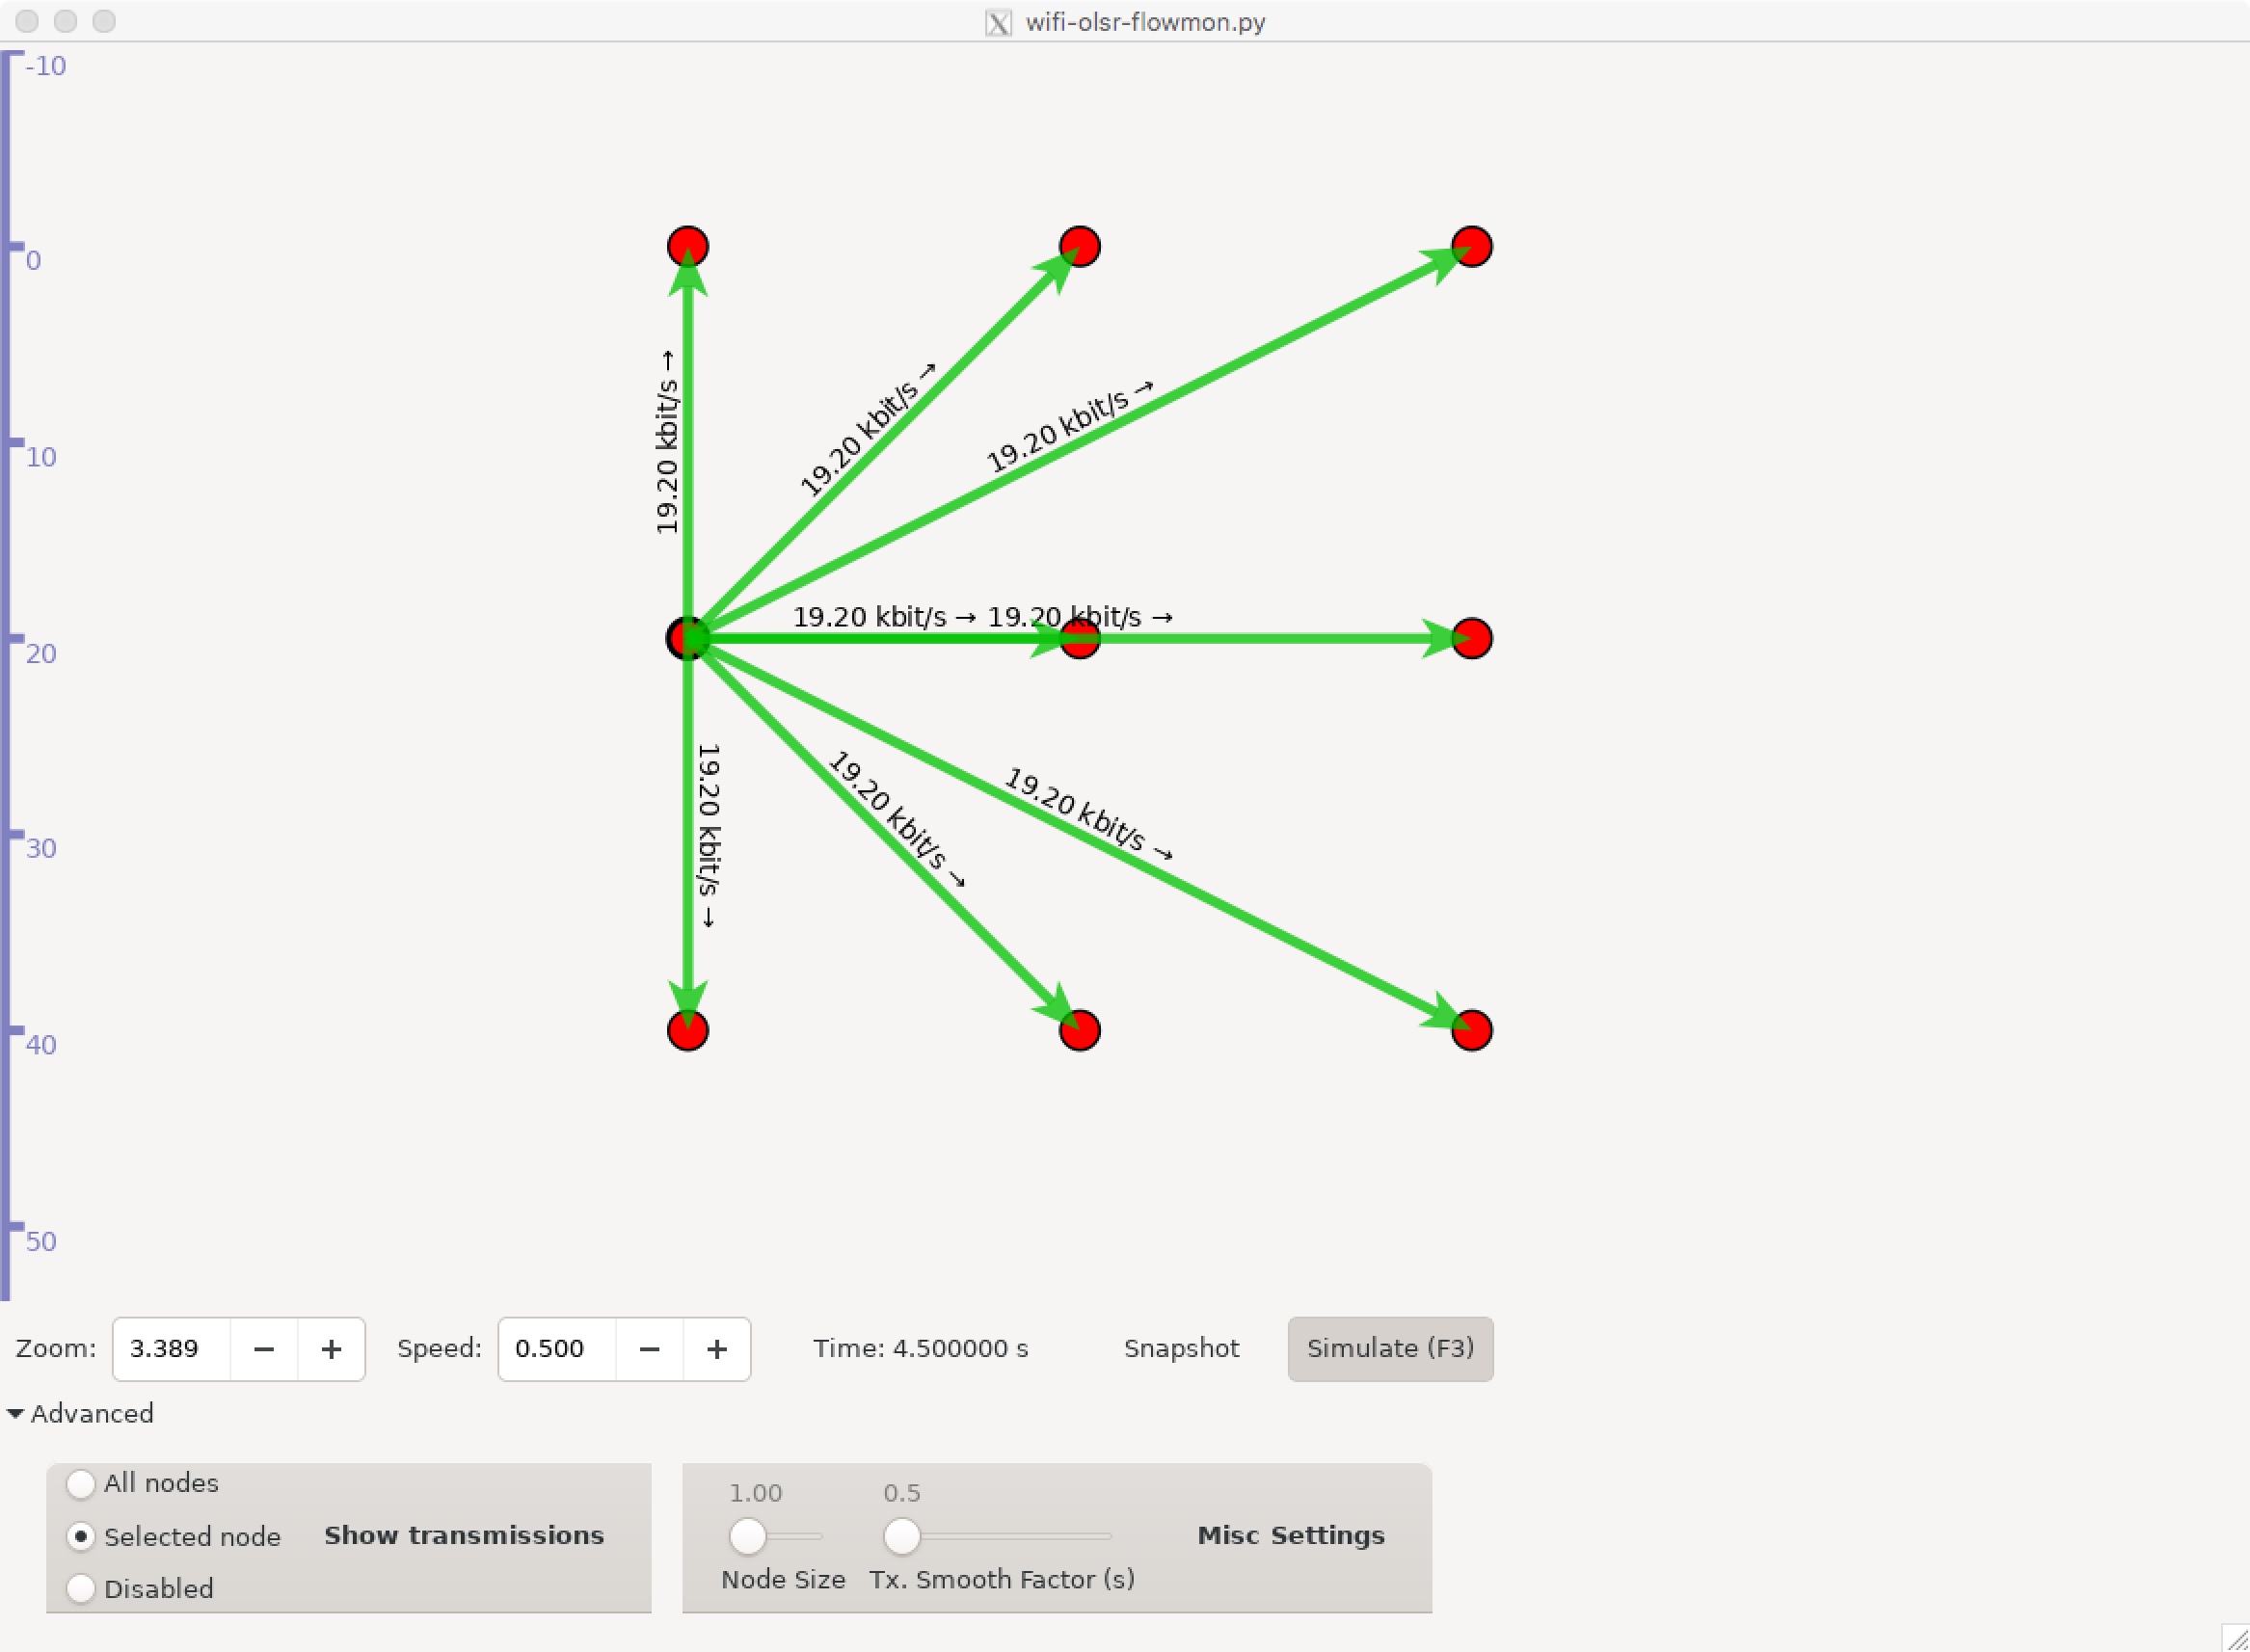 wifi-olsr-flowmon.py
-10
0
10
20
30
40
50
19.20 kbit/s →
19.20 kbit/s →
19.20 kbit/s →
19.20 kbit/s → 19.20 kbit/s →
19.20 kbit/s →
19.20 kbit/s →
19.20 kbit/s →
Zoom: 3.389 − + Speed: 0.500 − + Time: 4.500000 s Snapshot Simulate (F3)
Advanced
All nodes
Selected node
Disabled
Show transmissions
1.00 0.5
Node Size Tx. Smooth Factor (s)
Misc Settings